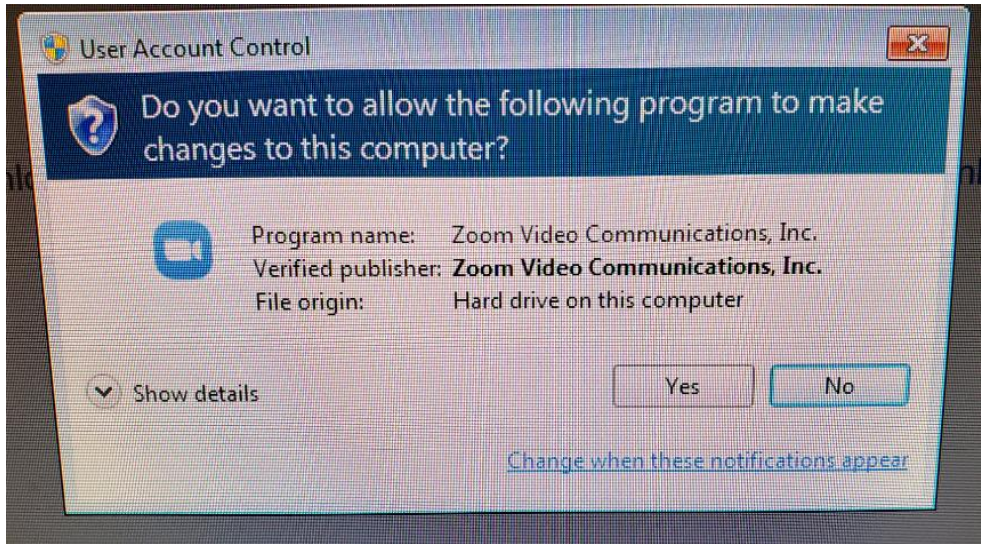 User Account Control
Do you want to allow the following program to make
changes to this computer?
Program name: Zoom Video Communications, Inc.
Verified publisher: Zoom Video Communications, Inc.
File origin: Hard drive on this computer
Show details
Yes
No
Change when these notifications appear